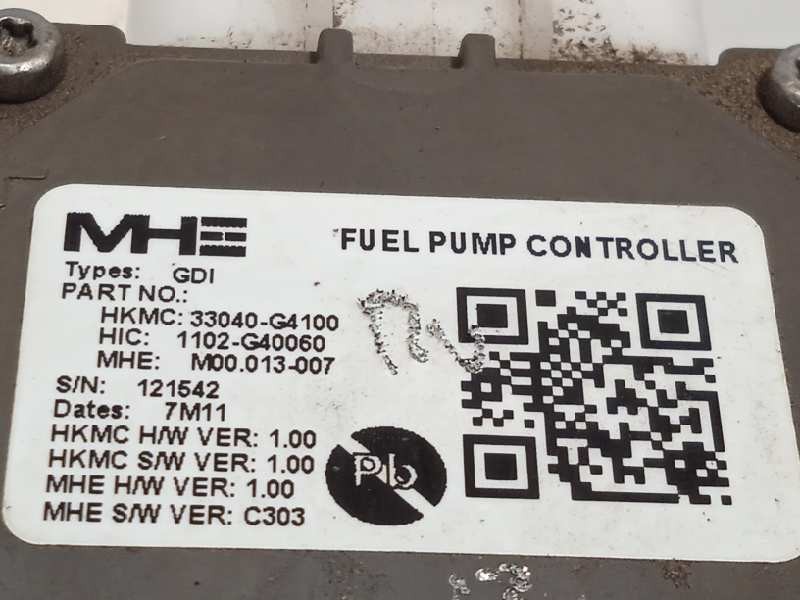 MHE
FUEL PUMP CONTROLLER
Types: GDI
PART NO.:
HKMC: 33040-G4100
HIC: 1102-G40060
MHE: M00.013-007
S/N: 121542
Dates: 7M11
HKMC H/W VER: 1.00
HKMC S/W VER: 1.00
MHE H/W VER: 1.00
MHE S/W VER: C303
Pb